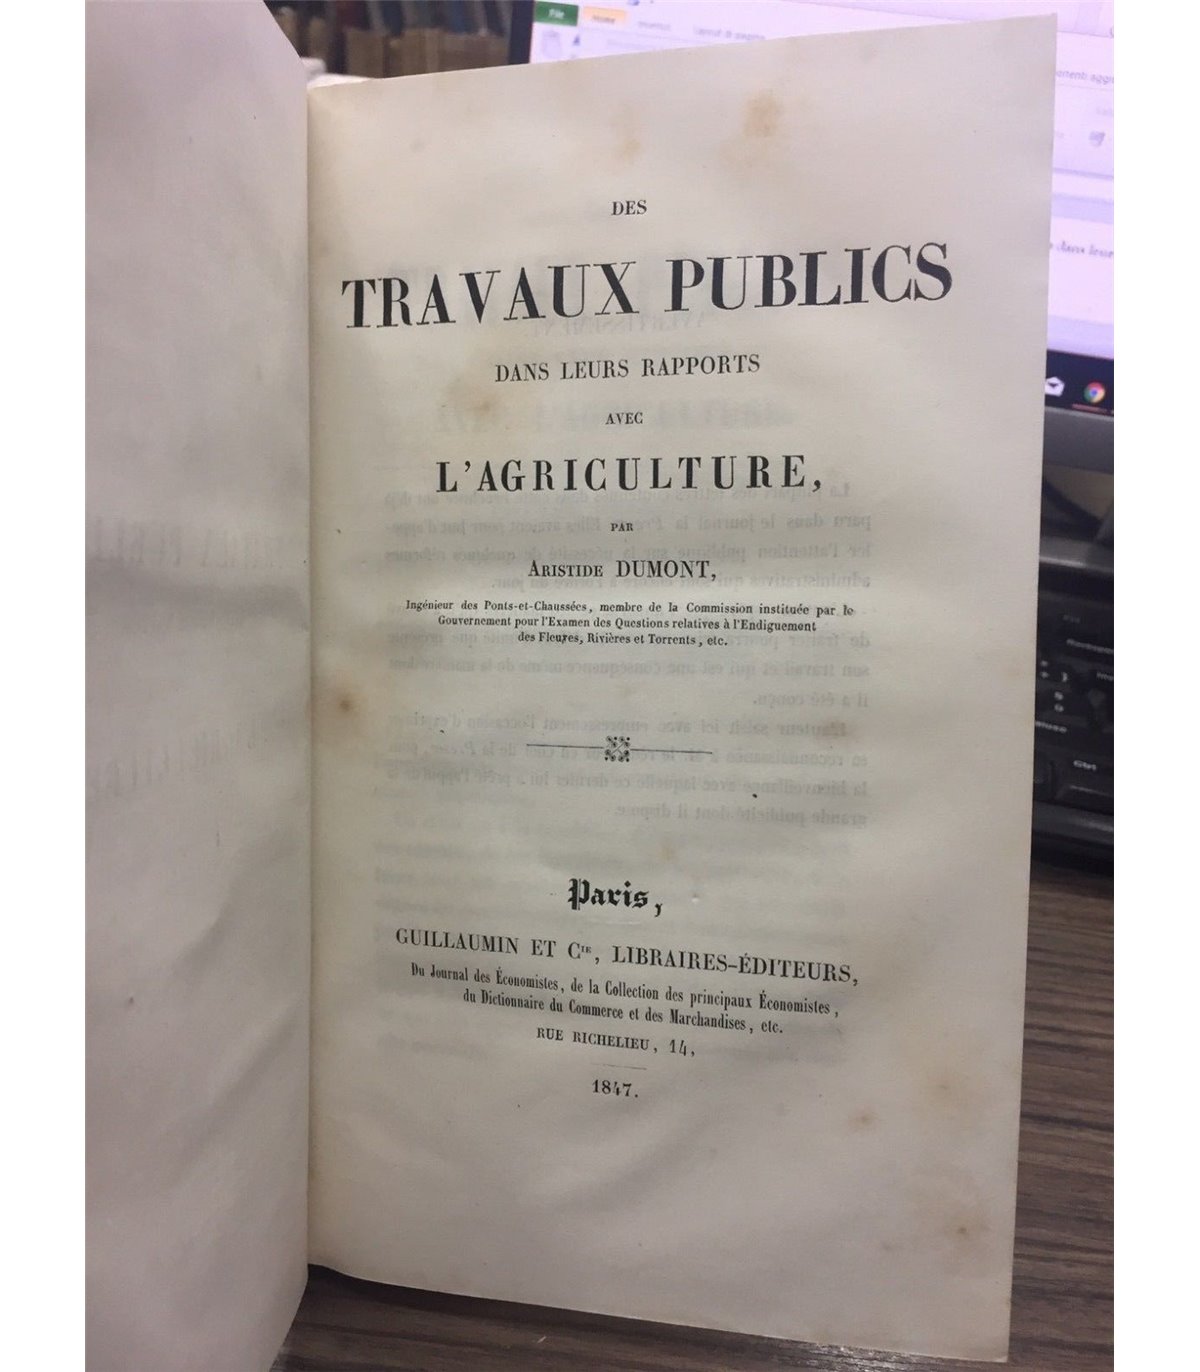 File
Home
DES
TRAVAUX PUBLICS
DANS LEURS RAPPORTS
AVEC
L'AGRICULTURE,
PAR
ARISTIDE DUMONT,
Ingénieur des Ponts-et-Chaussées, membre de la Commission instituée par le
Gouvernement pour l'Examen des Questions relatives à l'Endiguement
des Fleuves, Rivières et Torrents, etc.
Paris,
GUILLAUMIN ET CIE, LIBRAIRES-ÉDITEURS,
Du Journal des Économistes, de la Collection des principaux Économistes,
du Dictionnaire du Commerce et des Marchandises, etc.
RUE RICHELIEU, 14,
1847.
Ctrl